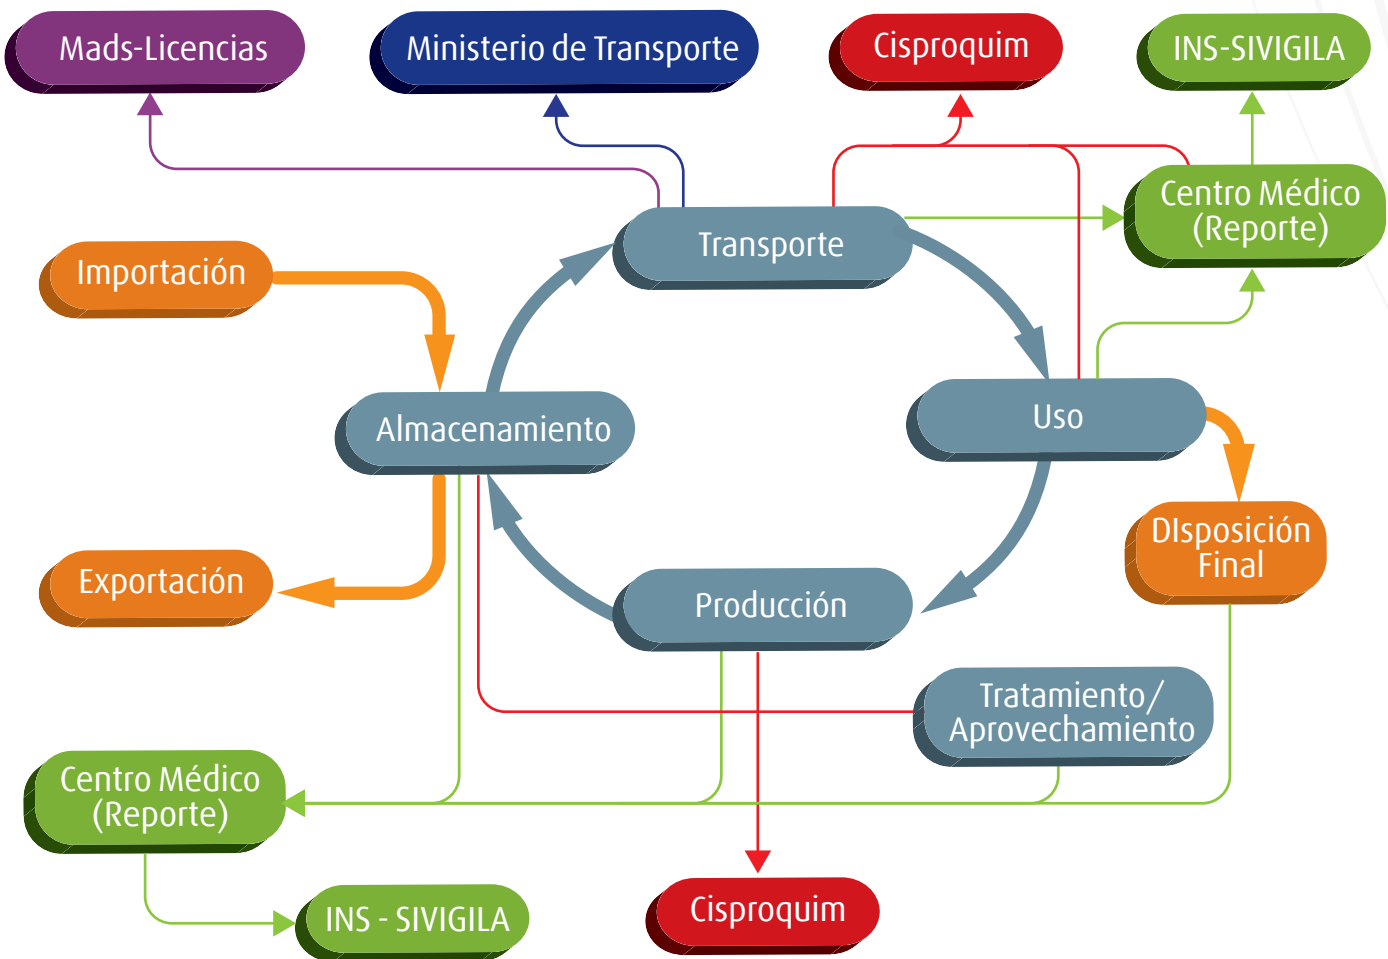 Mads-Licencias
Ministerio de Transporte
Cisproquim
INS-SIVIGILA
Centro Médico
(Reporte)
Transporte
Importación
Almacenamiento
Uso
DIsposición
Final
Exportación
Producción
Tratamiento/
Aprovechamiento
Centro Médico
(Reporte)
INS - SIVIGILA
Cisproquim